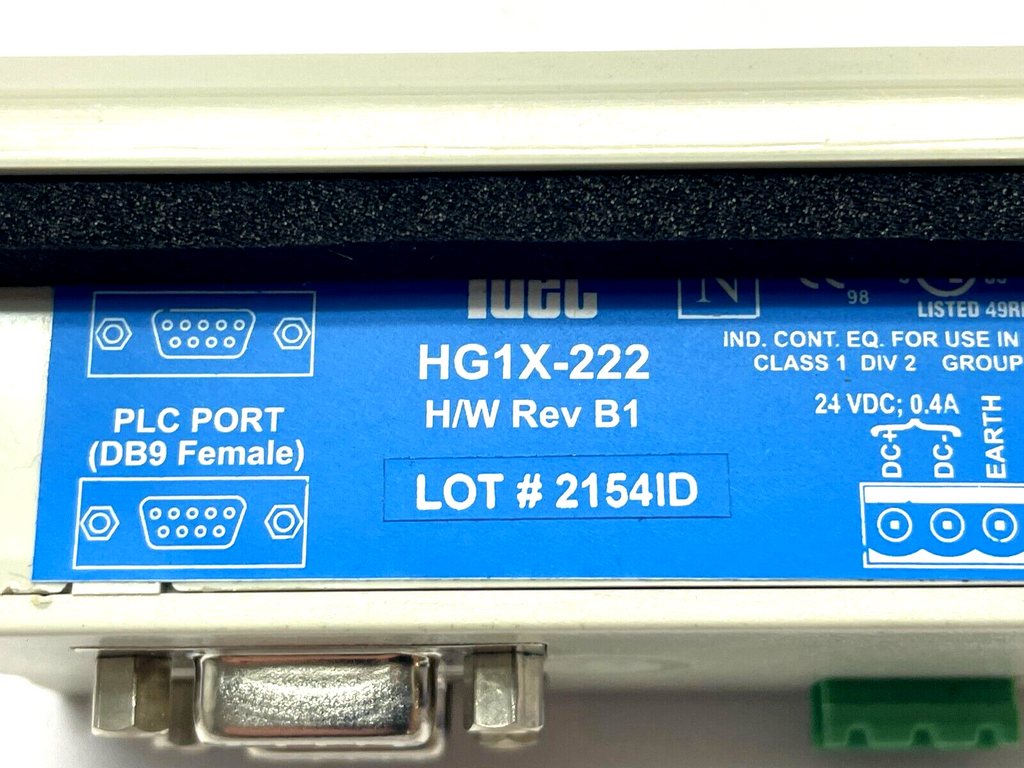 IDEC
N
98
LISTED 49R
HG1X-222
IND. CONT. EQ. FOR USE IN
CLASS 1 DIV 2 GROUP
H/W Rev B1
24 VDC; 0.4A
PLC PORT
(DB9 Female)
DC+
DC-
EARTH
LOT # 2154ID